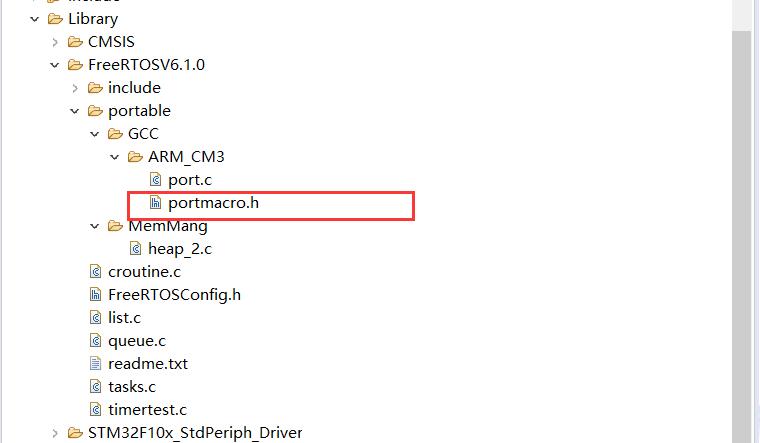 include
Library
CMSIS
FreeRTOSV6.1.0
include
portable
GCC
ARM_CM3
port.c
portmacro.h
MemMang
heap_2.c
croutine.c
FreeRTOSConfig.h
list.c
queue.c
readme.txt
tasks.c
timertest.c
STM32F10x_StdPeriph_Driver